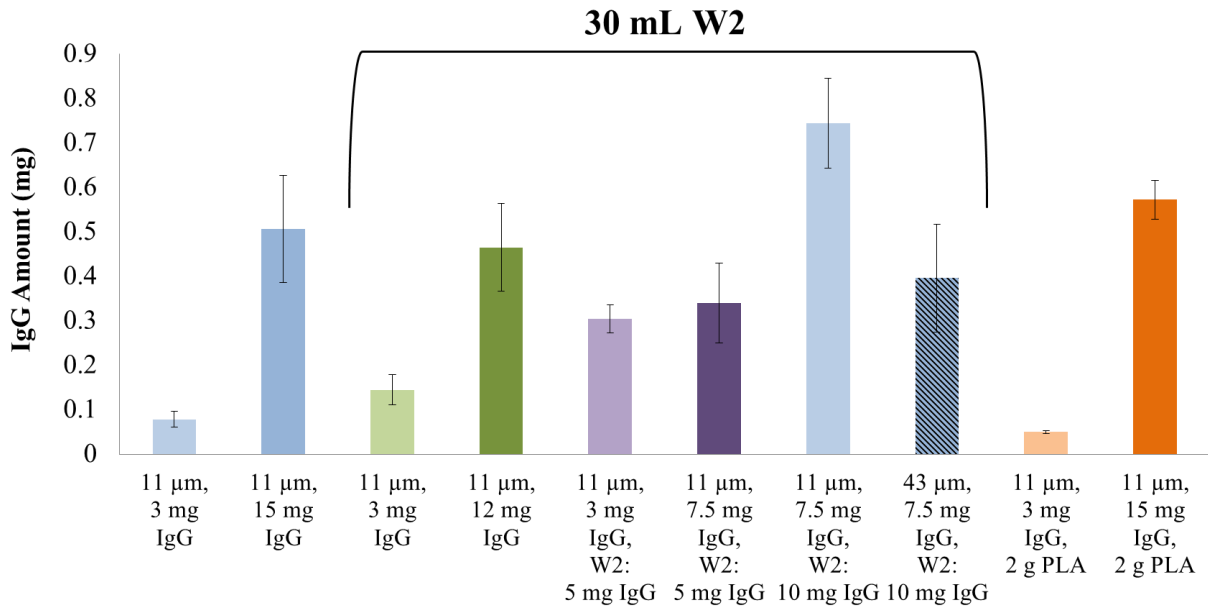 30 mL W2
0.9
0.8
0.7
0.6
0.5
0.4
0.3
0.2
0.1
0
IgG Amount (mg)
11 µm,
3 mg
IgG
11 µm,
15 mg
IgG
11 µm,
3 mg
IgG
11 µm,
12 mg
IgG
11 µm,
3 mg
IgG,
W2:
5 mg IgG
11 µm,
7.5 mg
IgG,
W2:
5 mg IgG
11 µm,
7.5 mg
IgG,
W2:
10 mg IgG
43 µm,
7.5 mg
IgG,
W2:
10 mg IgG
11 µm,
3 mg
IgG,
2 g PLA
11 µm,
15 mg
IgG,
2 g PLA